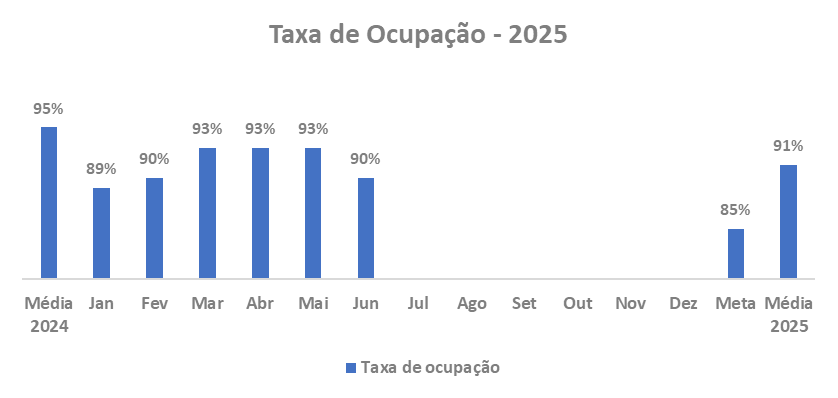 Taxa de Ocupação - 2025
95%
89%
90%
93%
93%
93%
90%
85%
91%
Média 2024
Jan
Fev
Mar
Abr
Mai
Jun
Jul
Ago
Set
Out
Nov
Dez
Meta
Média 2025
Taxa de ocupação